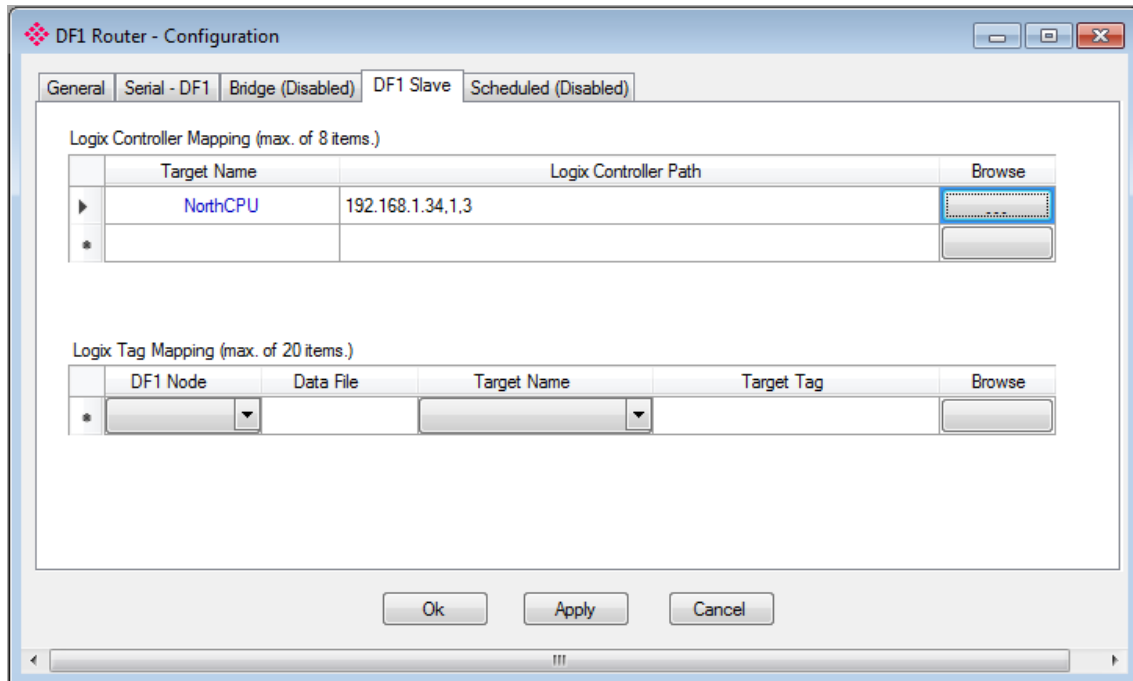 DF1 Router - Configuration
General Serial - DF1 Bridge (Disabled) DF1 Slave Scheduled (Disabled)
Logix Controller Mapping (max. of 8 items.)
Target Name Logix Controller Path Browse
NorthCPU 192.168.1.34,1,3 ...
Logix Tag Mapping (max. of 20 items.)
DF1 Node Data File Target Name Target Tag Browse
Ok Apply Cancel